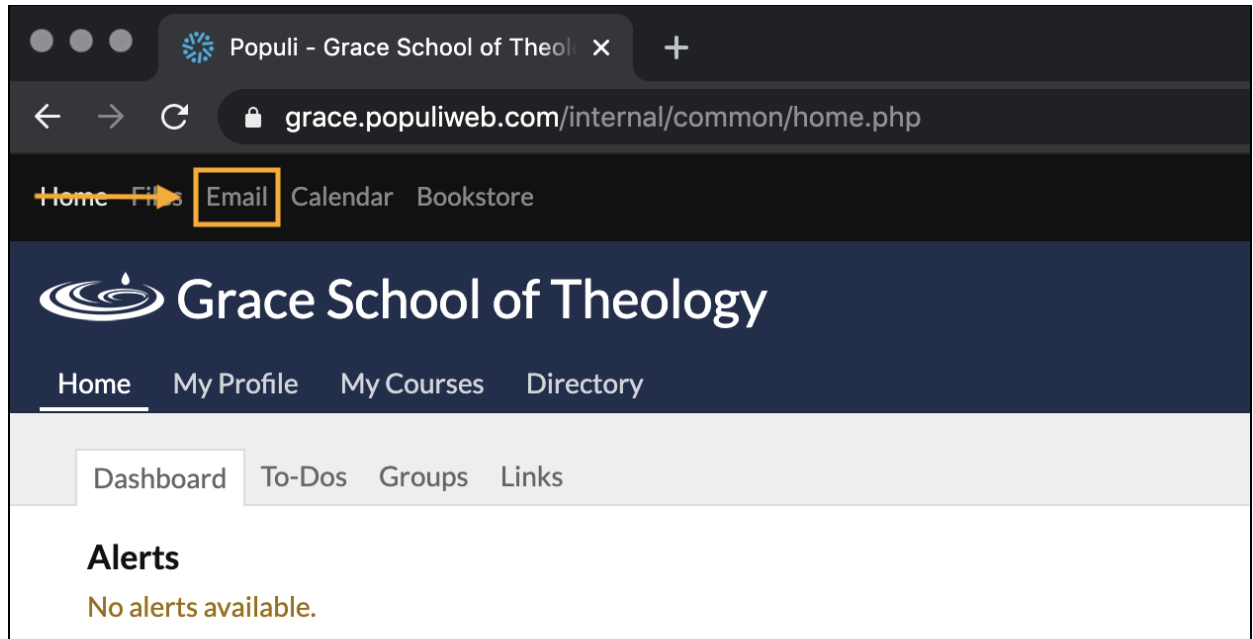 Populi - Grace School of Theol
grace.populiweb.com/internal/common/home.php
Home Files Email Calendar Bookstore
Grace School of Theology
Home My Profile My Courses Directory
Dashboard To-Dos Groups Links
Alerts
No alerts available.